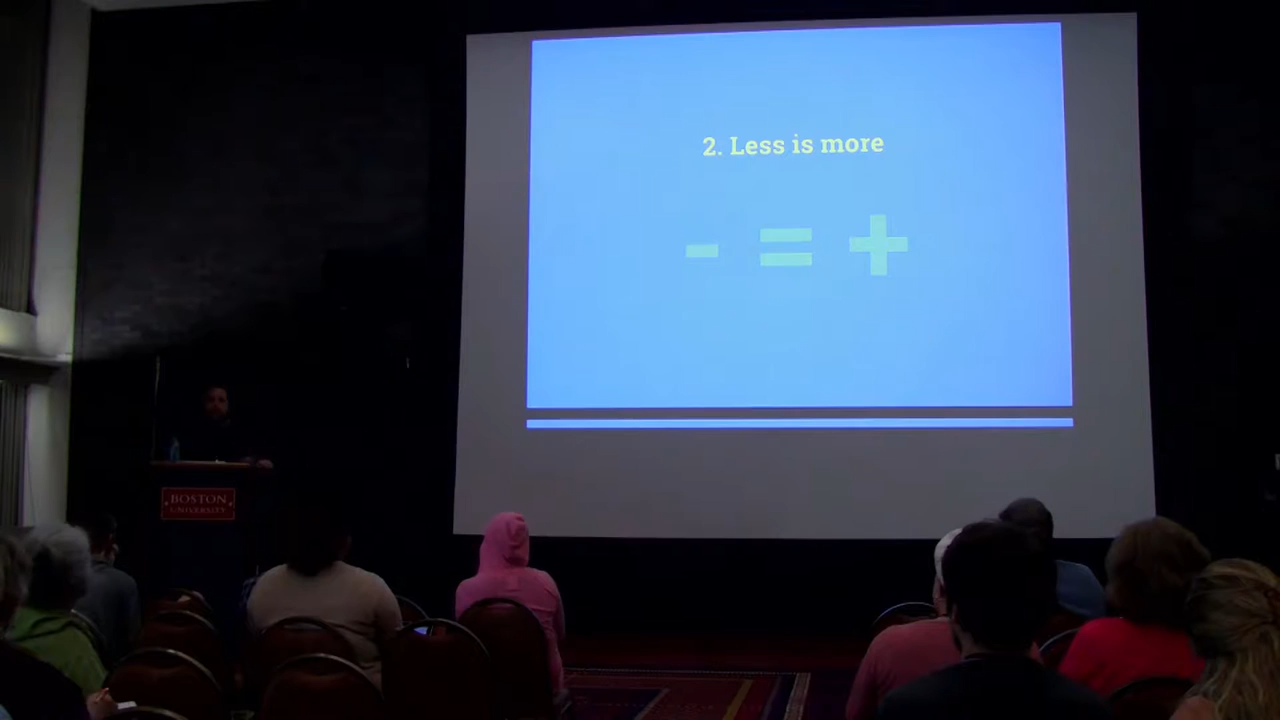 2. Less is more
- = +
BOSTON
UNIVERSITY